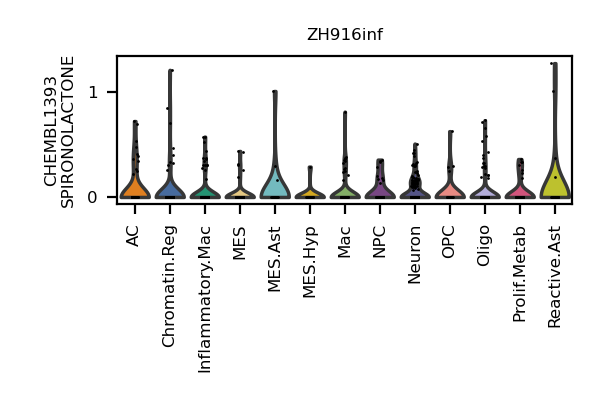 ZH916inf
CHEMBL1393
SPIRONOLACTONE
1
0
AC
Chromatin.Reg
Inflammatory.Mac
MES
MES.Ast
MES.Hyp
Mac
NPC
Neuron
OPC
Oligo
Prolif.Metab
Reactive.Ast